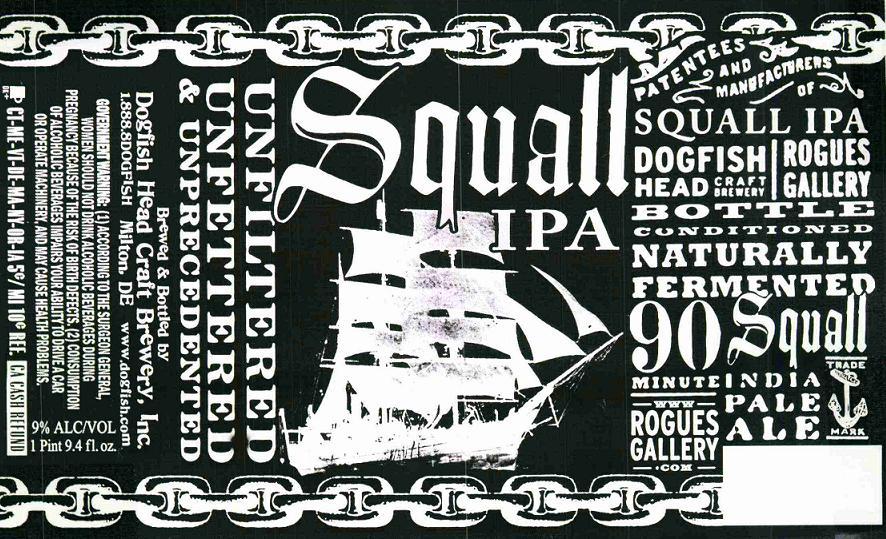 Squall
IPA
UNFILTERED
UNFETTERED
& UNPRECEDENTED
Brewed & Bottled by
Dogfish Head Craft Brewery, Inc.
1.888.8DOGFISH Milton, DE www.dogfish.com
GOVERNMENT WARNING: (1) ACCORDING TO THE SURGEON GENERAL,
WOMEN SHOULD NOT DRINK ALCOHOLIC BEVERAGES DURING
PREGNANCY BECAUSE OF THE RISK OF BIRTH DEFECTS. (2) CONSUMPTION
OF ALCOHOLIC BEVERAGES IMPAIRS YOUR ABILITY TO DRIVE A CAR
OR OPERATE MACHINERY, AND MAY CAUSE HEALTH PROBLEMS.
CT-ME-VT-DE-MA-NY-OR-IA 5¢/ MI 10¢ REF.
CA CASH REFUND
9% ALC/VOL
1 Pint 9.4 fl. oz.
PATENTEES
AND
MANUFACTURERS
OF
SQUALL IPA
DOGFISH HEAD CRAFT BREWERY
ROGUES GALLERY
BOTTLE
CONDITIONED
NATURALLY
FERMENTED
90 Squall
MINUTE INDIA
PALE
ALE
WWW
ROGUES
GALLERY
.COM
TRADE
MARK